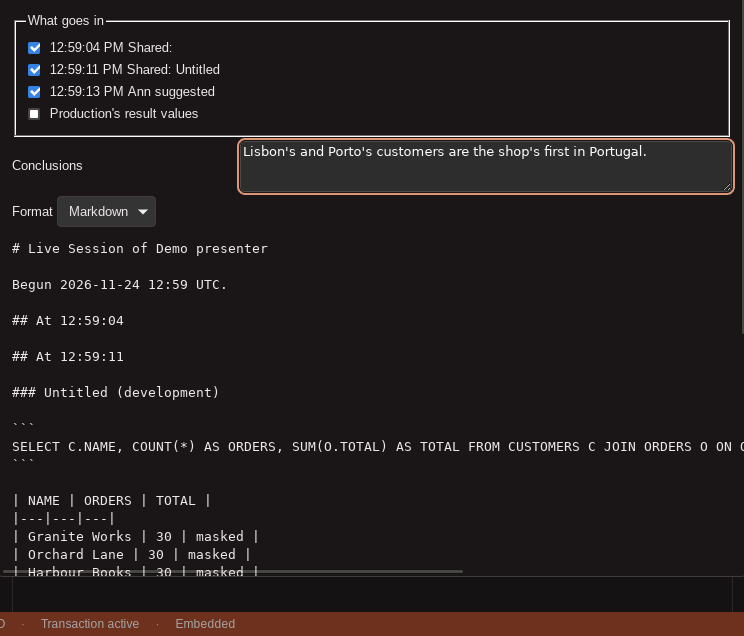 What goes in
12:59:04 PM Shared:
12:59:11 PM Shared: Untitled
12:59:13 PM Ann suggested
Production's result values
Conclusions
Lisbon's and Porto's customers are the shop's first in Portugal.
Format Markdown
# Live Session of Demo presenter
Begun 2026-11-24 12:59 UTC.
## At 12:59:04
## At 12:59:11
### Untitled (development)
```
SELECT C.NAME, COUNT(*) AS ORDERS, SUM(O.TOTAL) AS TOTAL FROM CUSTOMERS C JOIN ORDERS O ON
```
| NAME | ORDERS | TOTAL |
|---|---|---|
| Granite Works | 30 | masked |
| Orchard Lane | 30 | masked |
| Harbour Books | 30 | masked |
· Transaction active · Embedded